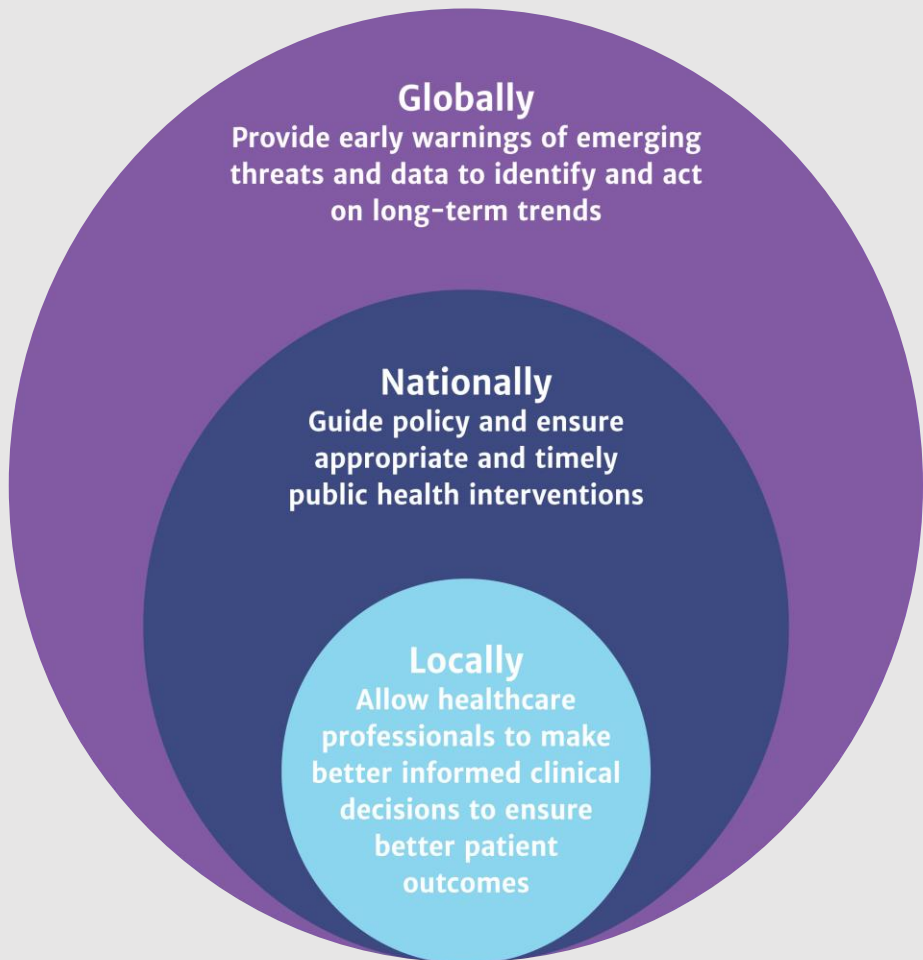 Globally
Provide early warnings of emerging
threats and data to identify and act
on long-term trends
Nationally
Guide policy and ensure
appropriate and timely
public health interventions
Locally
Allow healthcare
professionals to make
better informed clinical
decisions to ensure
better patient
outcomes